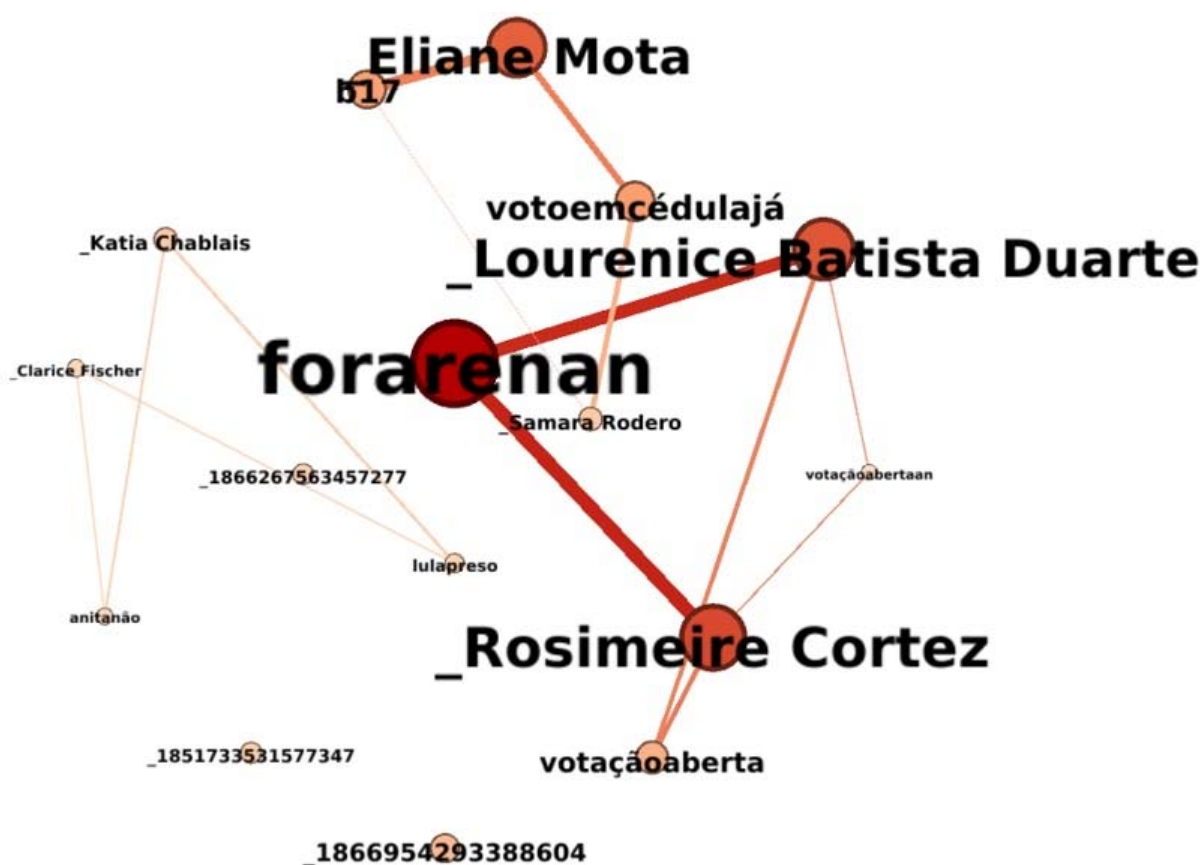 Eliane Mota
b17
votoemcédulajá
_Katia Chablais
_Lourenice Batista Duarte
forarenan
_Clarice Fischer
_Samara Rodero
_1866267563457277
votaçãoabertaan
lulapreso
anitanão
_Rosimeire Cortez
_1851733531577347
votaçãoaberta
_1866954293388604